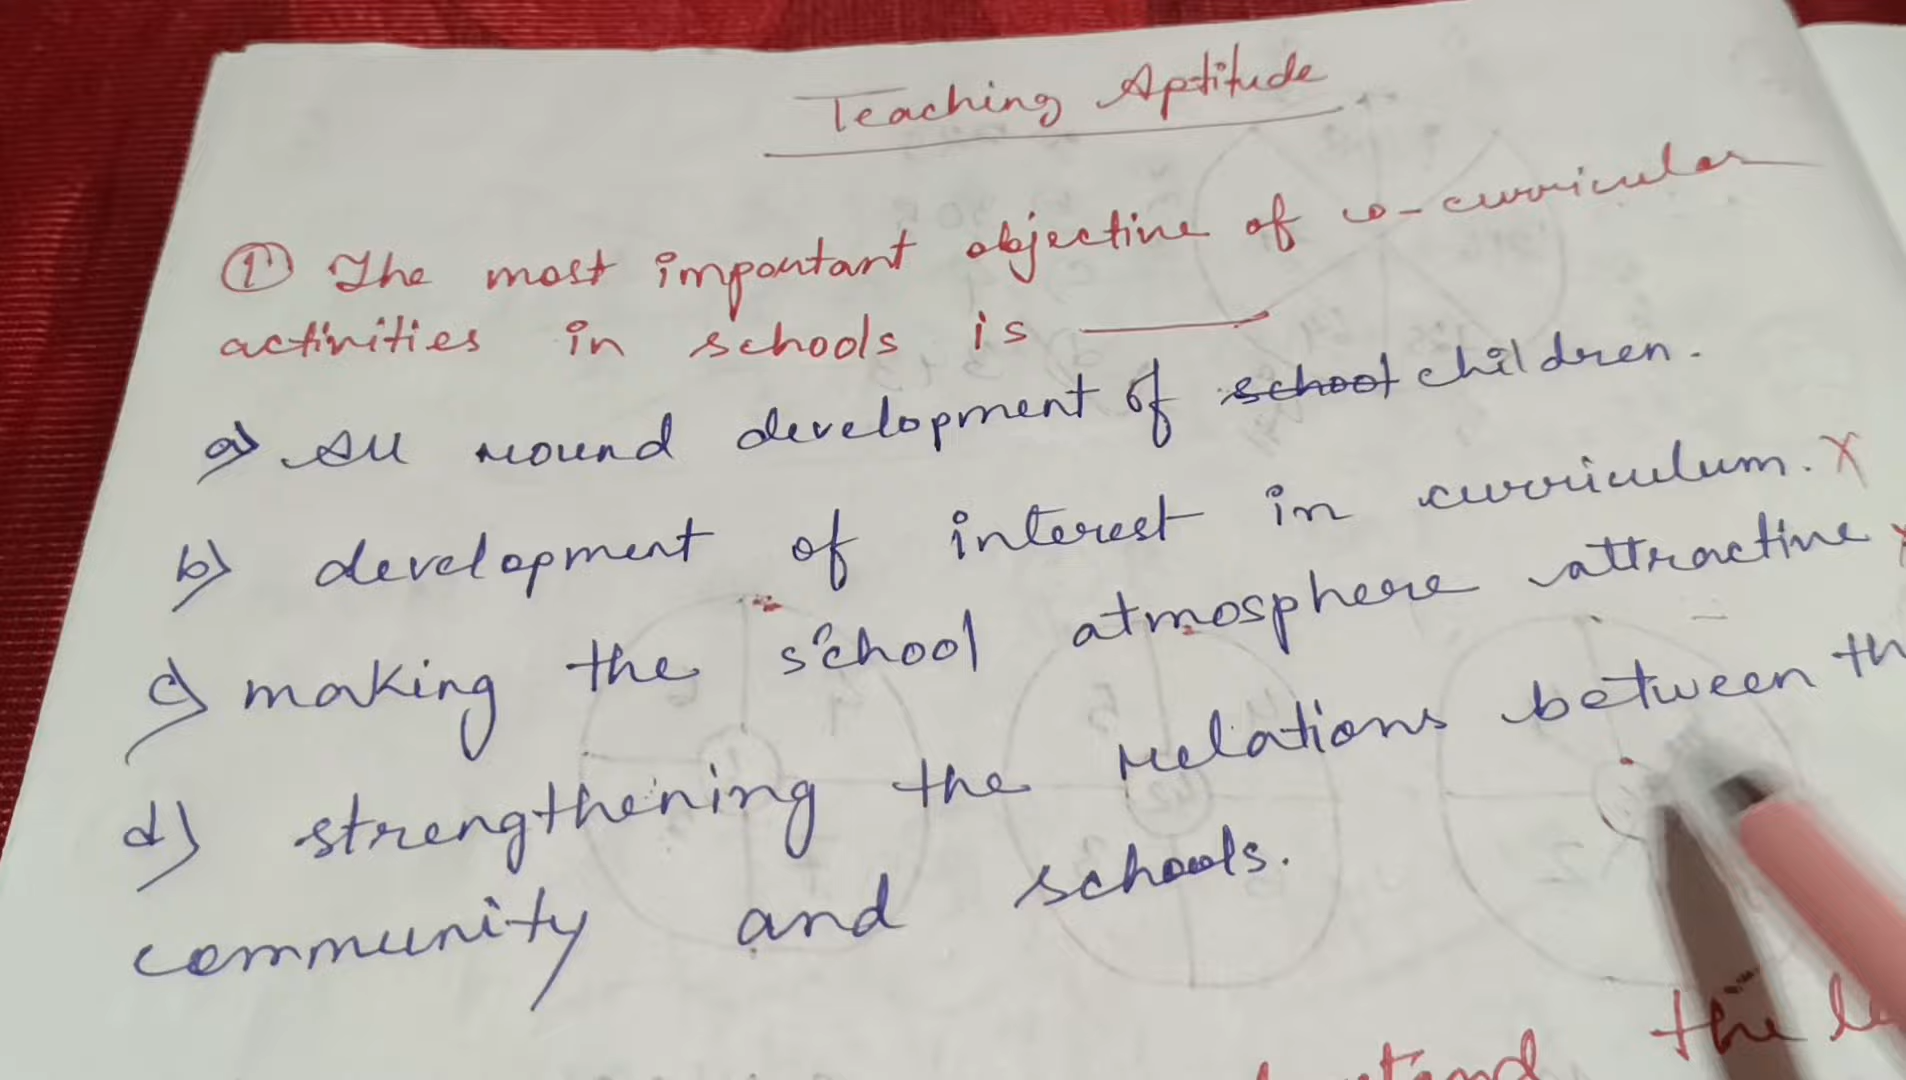 Teaching Aptitude
① The most important objective of co-curricular
activities in schools is ———
a) All round development of school children.
b) development of interest in curriculum. X
c) making the school atmosphere attractive
d) strengthening the relations between th
community and schools.
the